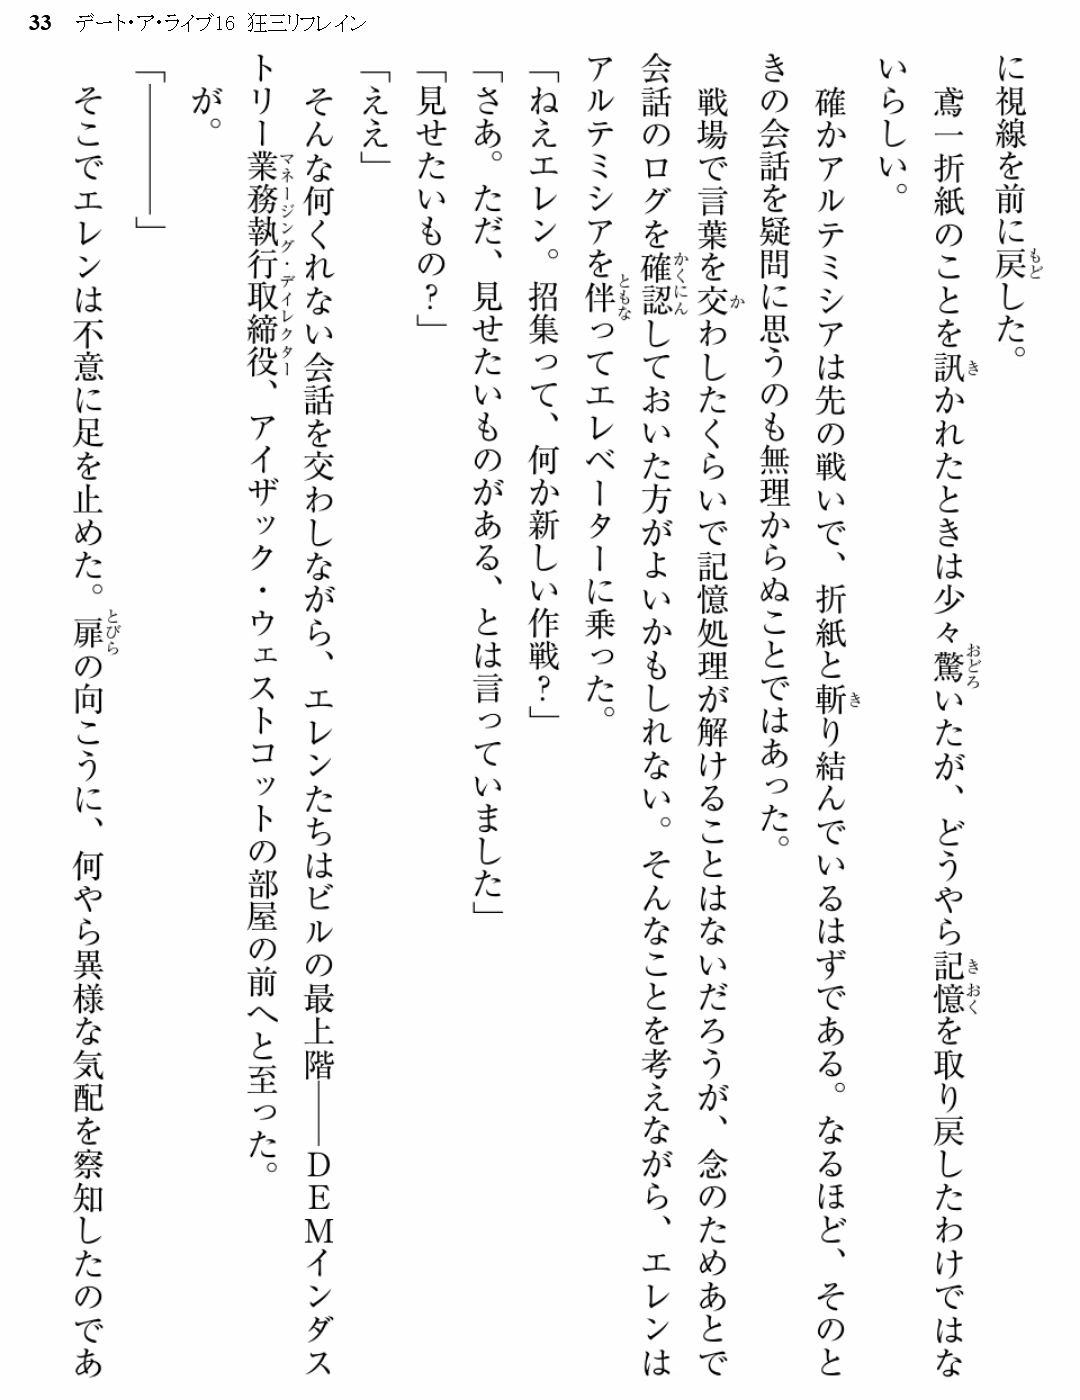 33 デート・ア・ライブ16 狂三リフレイン
に視線を前に戻した。
鳶一折紙のことを訊かれたときは少々驚いたが、どうやら記憶を取り戻したわけではな
いらしい。
確かアルテミシアは先の戦いで、折紙と斬り結んでいるはずである。なるほど、そのと
きの会話を疑問に思うのも無理からぬことではあった。
戦場で言葉を交わしたくらいで記憶処理が解けることはないだろうが、念のためあとで
会話のログを確認しておいた方がよいかもしれない。そんなことを考えながら、エレンは
アルテミシアを伴ってエレベーターに乗った。
「ねえエレン。招集って、何か新しい作戦?」
「さあ。ただ、見せたいものがある、とは言っていました」
「見せたいもの?」
「ええ」
そんな何くれない会話を交わしながら、エレンたちはビルの最上階――DEMインダス
トリー業務執行取締役、アイザック・ウェストコットの部屋の前へと至った。
が。
「――――」
そこでエレンは不意に足を止めた。扉の向こうに、何やら異様な気配を察知したのであ